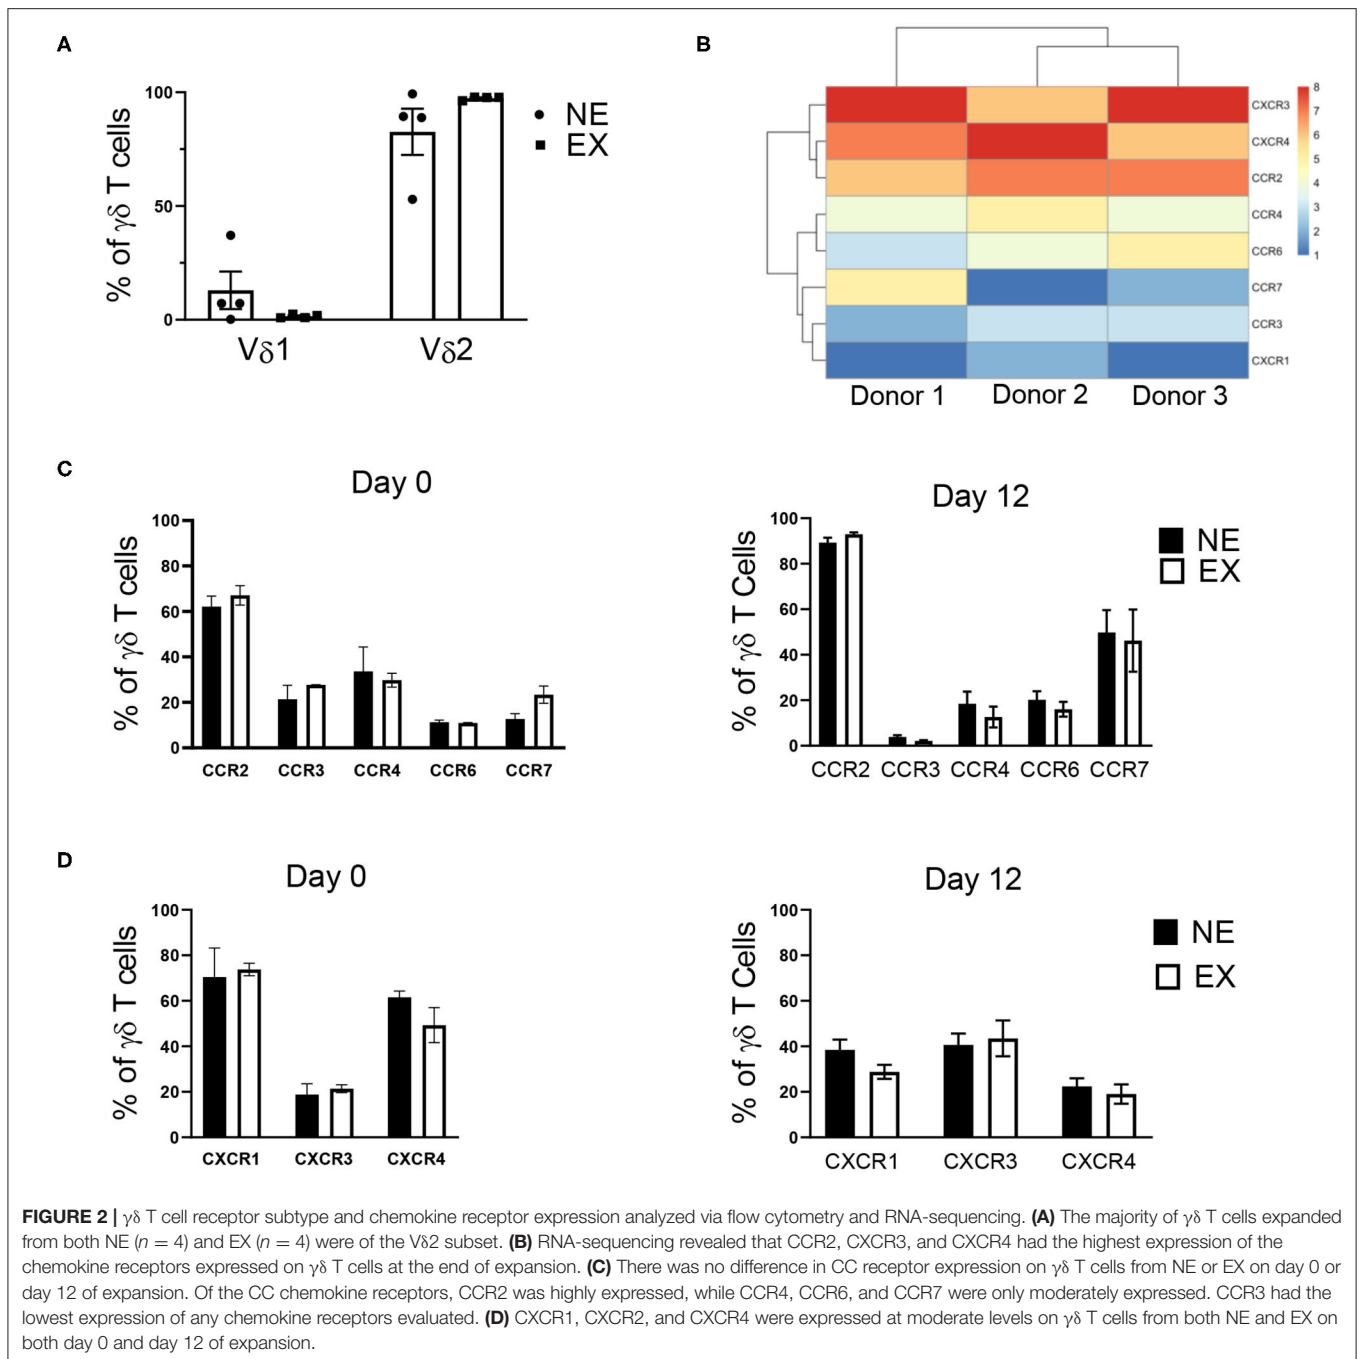 A
100
50
0
% of γδ T cells
Vδ1
Vδ2
NE
EX
B
CXCR3
CXCR4
CCR2
CCR4
CCR6
CCR7
CCR3
CXCR1
8
7
6
5
4
3
2
1
Donor 1
Donor 2
Donor 3
C
Day 0
100
80
60
40
20
0
% of γδ T cells
CCR2
CCR3
CCR4
CCR6
CCR7
Day 12
100
80
60
40
20
0
% of γδ T Cells
CCR2
CCR3
CCR4
CCR6
CCR7
NE
EX
D
Day 0
100
80
60
40
20
0
% of γδ T cells
CXCR1
CXCR3
CXCR4
Day 12
100
80
60
40
20
0
% of γδ T Cells
CXCR1
CXCR3
CXCR4
NE
EX
FIGURE 2 | γδ T cell receptor subtype and chemokine receptor expression analyzed via flow cytometry and RNA-sequencing. (A) The majority of γδ T cells expanded
from both NE (n = 4) and EX (n = 4) were of the Vδ2 subset. (B) RNA-sequencing revealed that CCR2, CXCR3, and CXCR4 had the highest expression of the
chemokine receptors expressed on γδ T cells at the end of expansion. (C) There was no difference in CC receptor expression on γδ T cells from NE or EX on day 0 or
day 12 of expansion. Of the CC chemokine receptors, CCR2 was highly expressed, while CCR4, CCR6, and CCR7 were only moderately expressed. CCR3 had the
lowest expression of any chemokine receptors evaluated. (D) CXCR1, CXCR2, and CXCR4 were expressed at moderate levels on γδ T cells from both NE and EX on
both day 0 and day 12 of expansion.